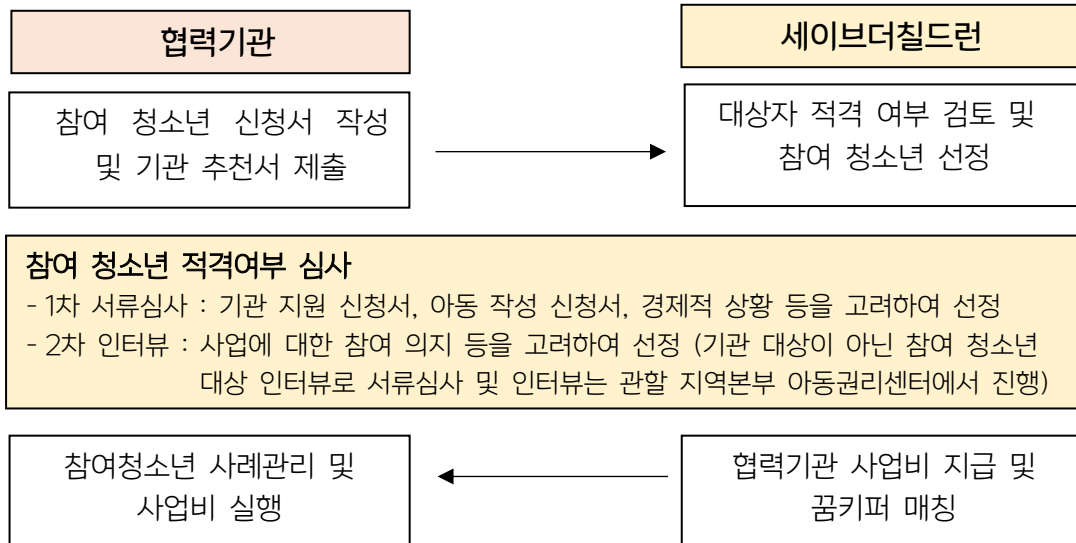 협력기관
세이브더칠드런
참여 청소년 신청서 작성
및 기관 추천서 제출
대상자 적격 여부 검토 및
참여 청소년 선정
참여 청소년 적격여부 심사
- 1차 서류심사 : 기관 지원 신청서, 아동 작성 신청서, 경제적 상황 등을 고려하여 선정
- 2차 인터뷰 : 사업에 대한 참여 의지 등을 고려하여 선정 (기관 대상이 아닌 참여 청소년
대상 인터뷰로 서류심사 및 인터뷰는 관할 지역본부 아동권리센터에서 진행)
참여청소년 사례관리 및
사업비 실행
협력기관 사업비 지급 및
꿈키퍼 매칭